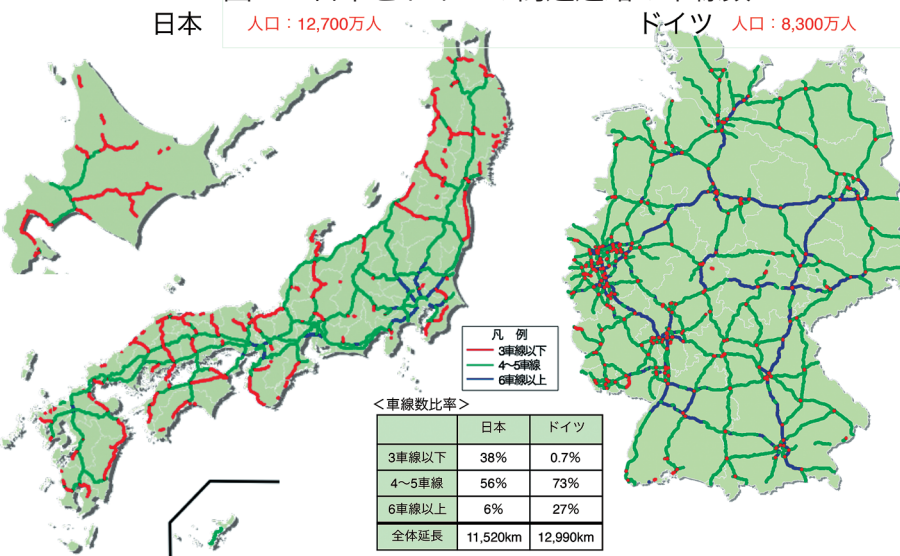 日本
人口：12,700万人
ドイツ
人口：8,300万人
凡 例
3車線以下
4〜5車線
6車線以上
＜車線数比率＞
日本 ドイツ
3車線以下 38% 0.7%
4〜5車線 56% 73%
6車線以上 6% 27%
全体延長 11,520km 12,990km